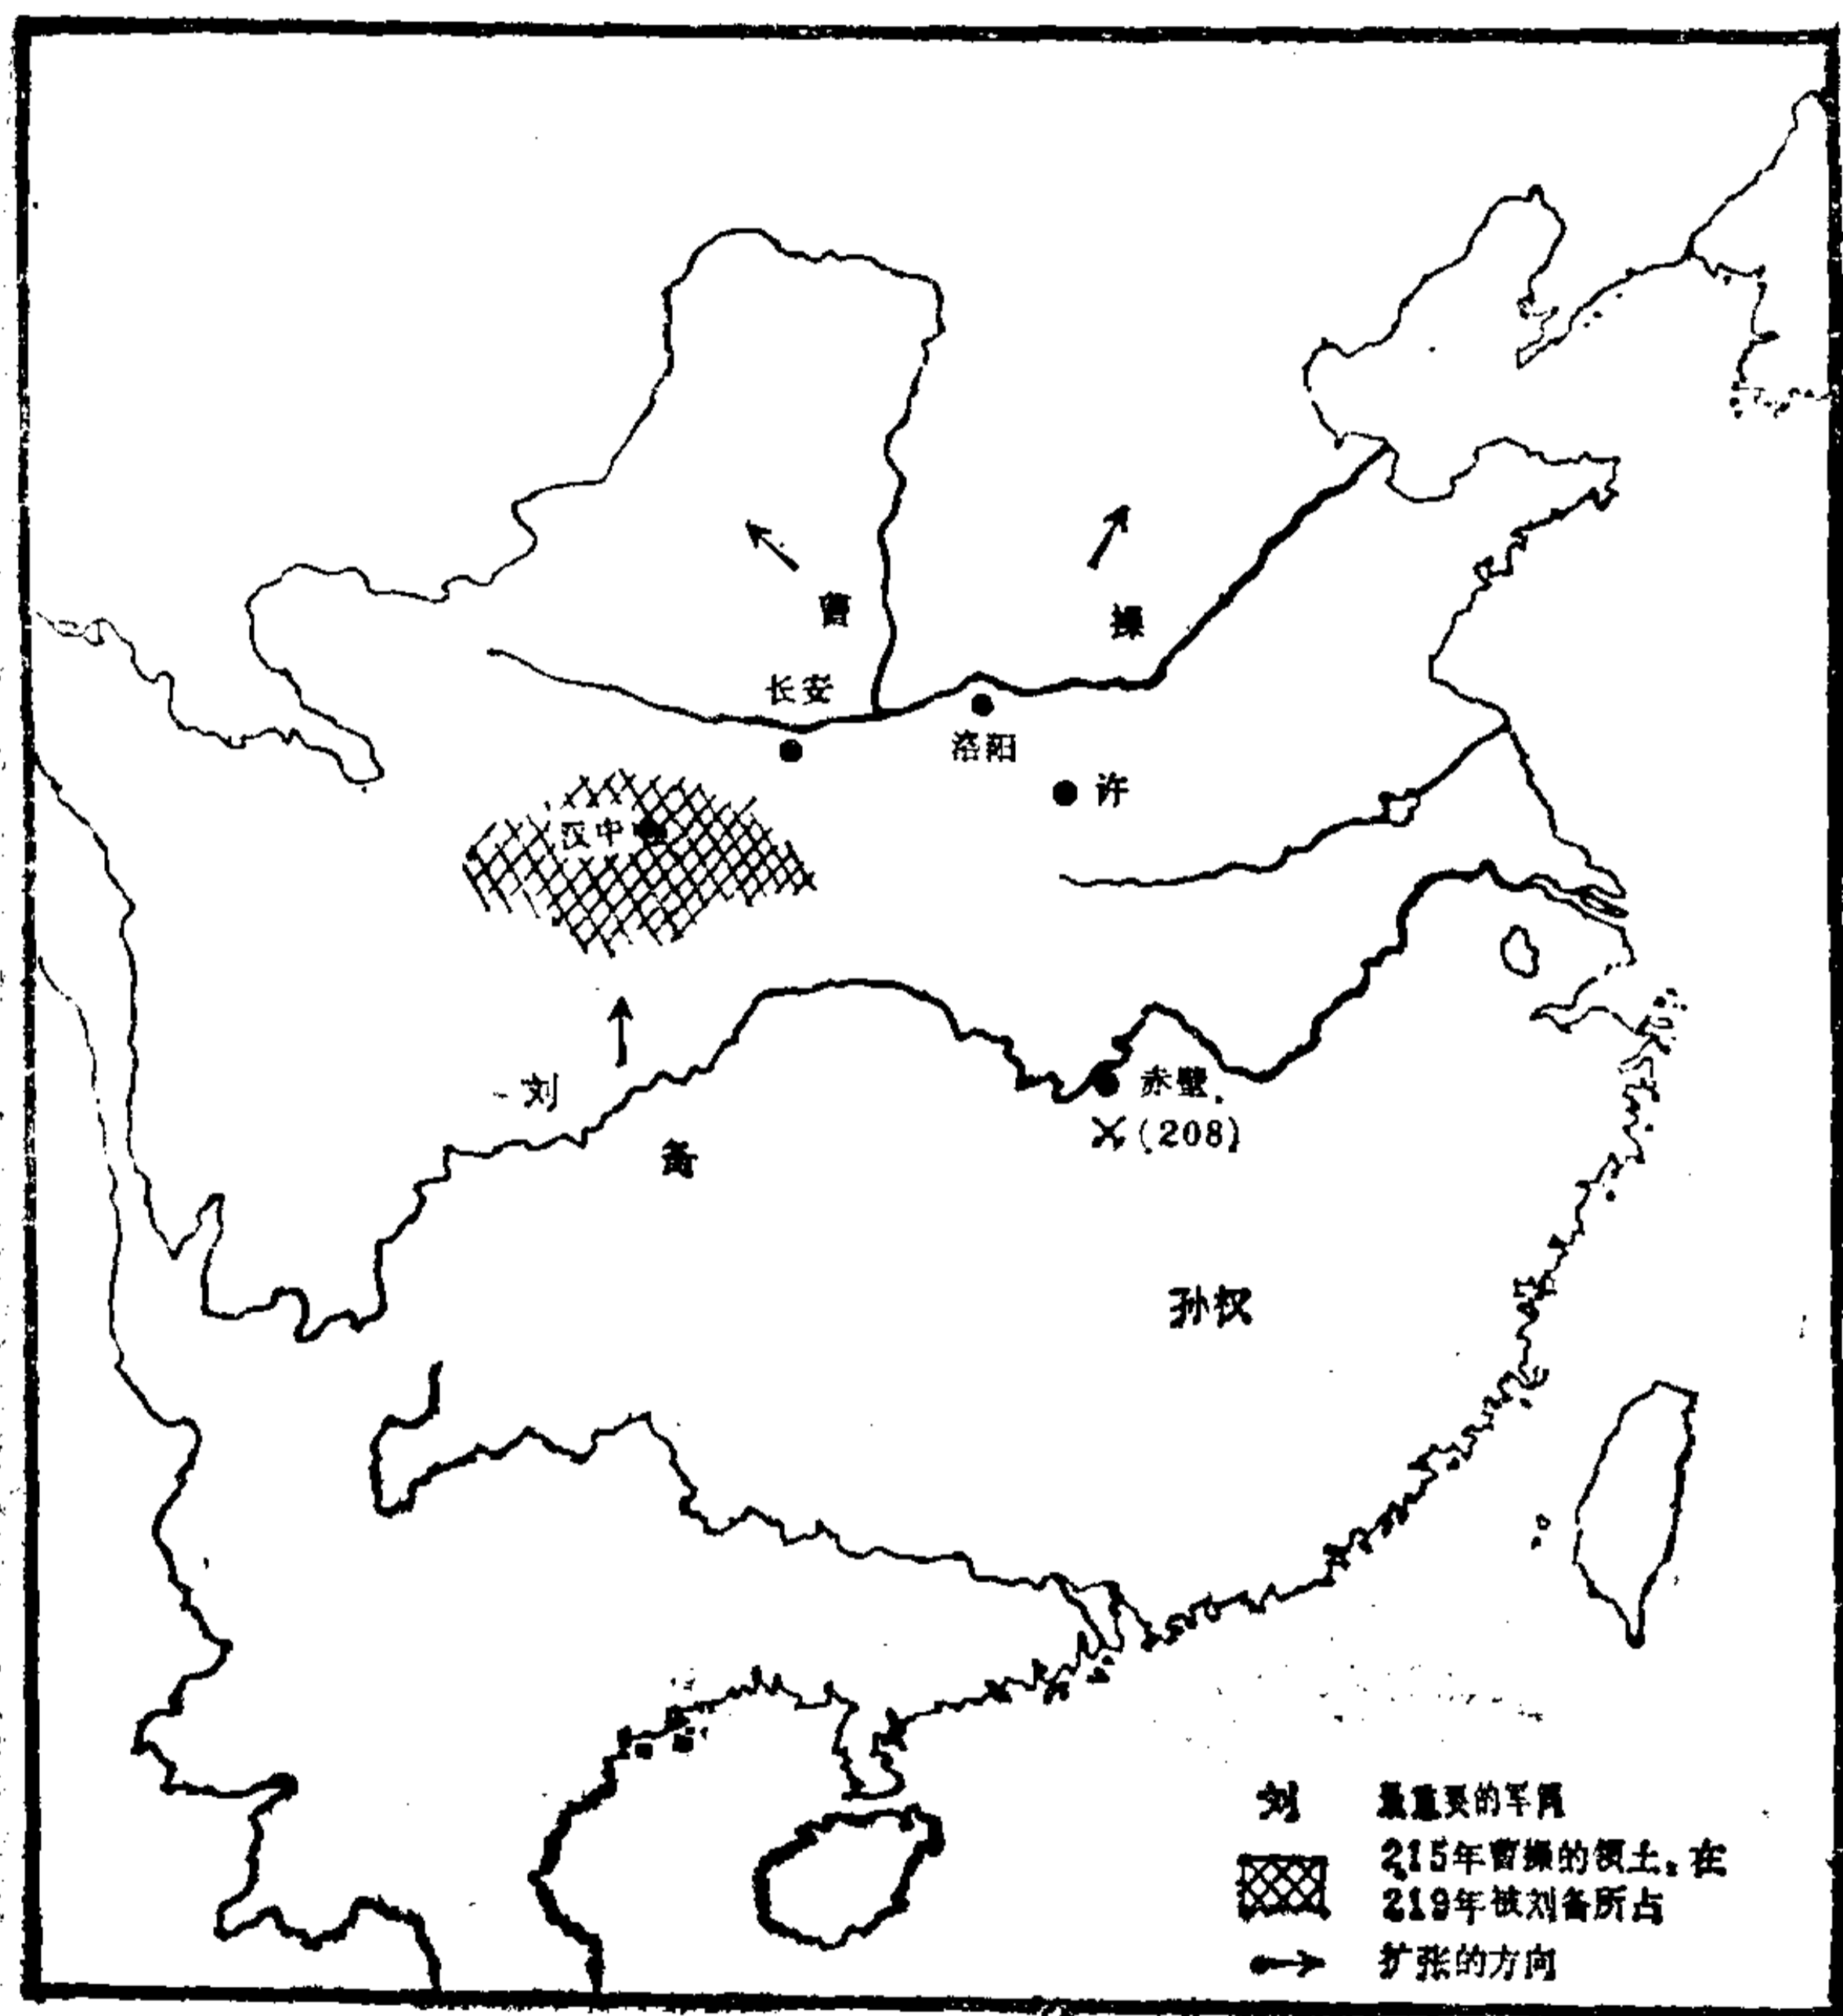 曹
操
长安
洛阳
许
汉中
刘
赤壁
×(208)
备
孙权
刘 最重要的军阀
215年曹操的领土,在
219年被刘备所占
扩张的方向